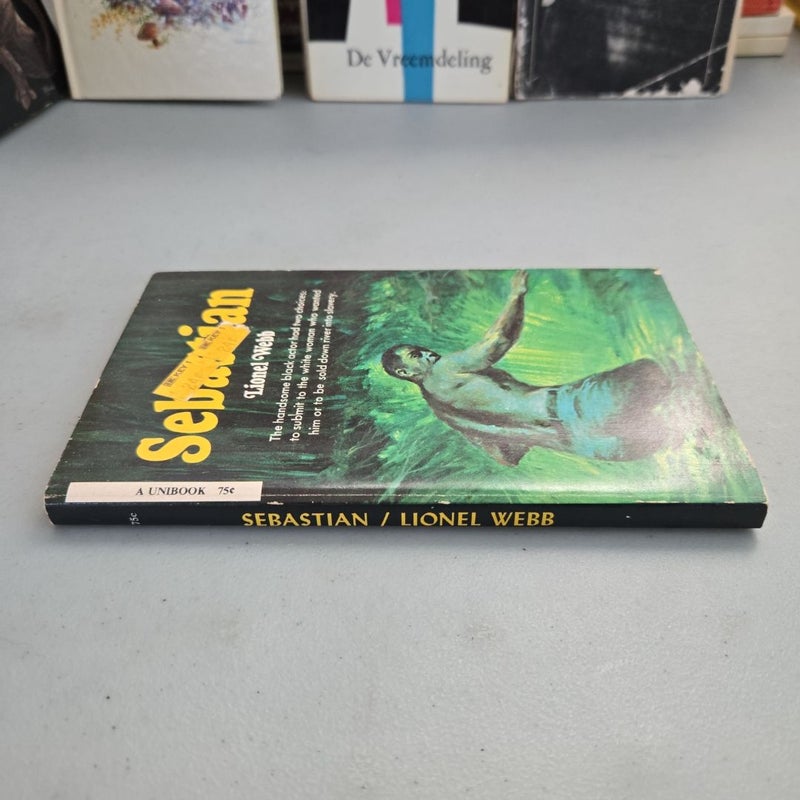 De Vreemdeling
Sebastian
Lionel Webb
The handsome black actor had two choices:
to submit to the white woman who wanted
him or to be sold down river into slavery.
A UNIBOOK 75¢
75¢
SEBASTIAN / LIONEL WEBB